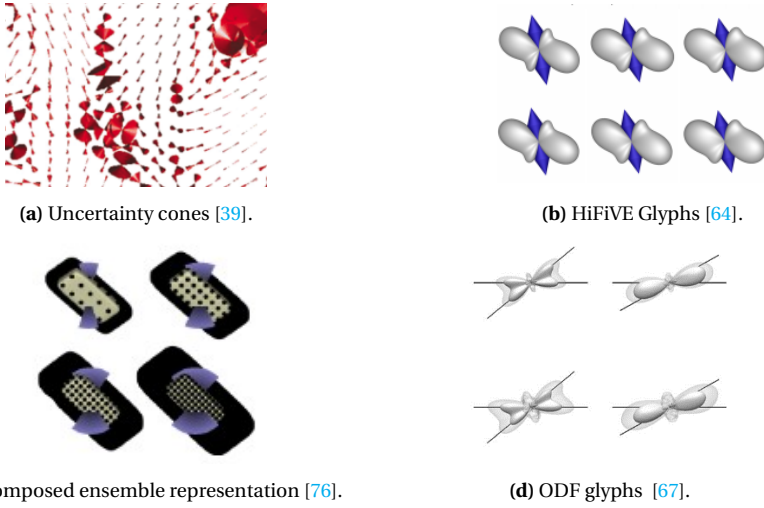 (a) Uncertainty cones [39].
(b) HiFiVE Glyphs [64].
omposed ensemble representation [76].
(d) ODF glyphs [67].